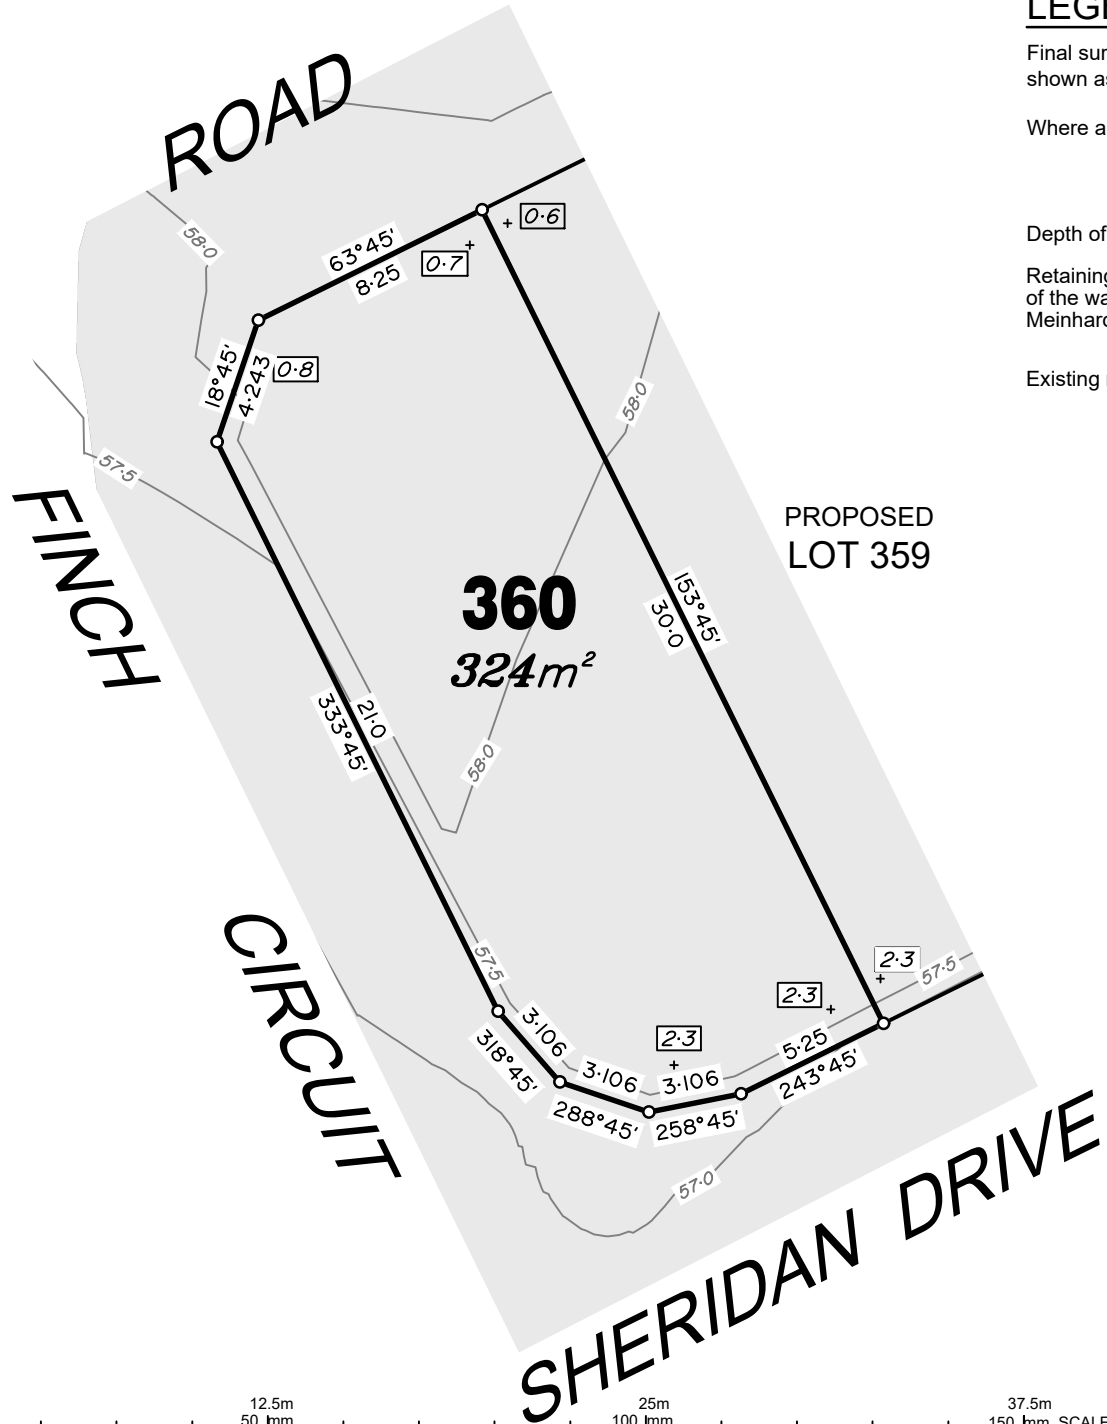 LEGE
Final sur
shown as
Where a
Depth of
Retaining
of the wa
Meinhard
Existing
ROAD
58·0
63°45'
8·25
0·6
0·7
18°45'
4·243
0·8
57·5
58·0
FINCH
PROPOSED
LOT 359
360
324m²
153°45'
30·0
21·0
333°45'
58·0
CIRCUIT
57·5
2·3
57·5
2·3
2·3
3·106
318°45'
3·106
288°45'
3·106
258°45'
5·25
243°45'
57·0
SHERIDAN DRIVE
12.5m 25m 37.5m
50 mm 100 mm 150 mm SCALE